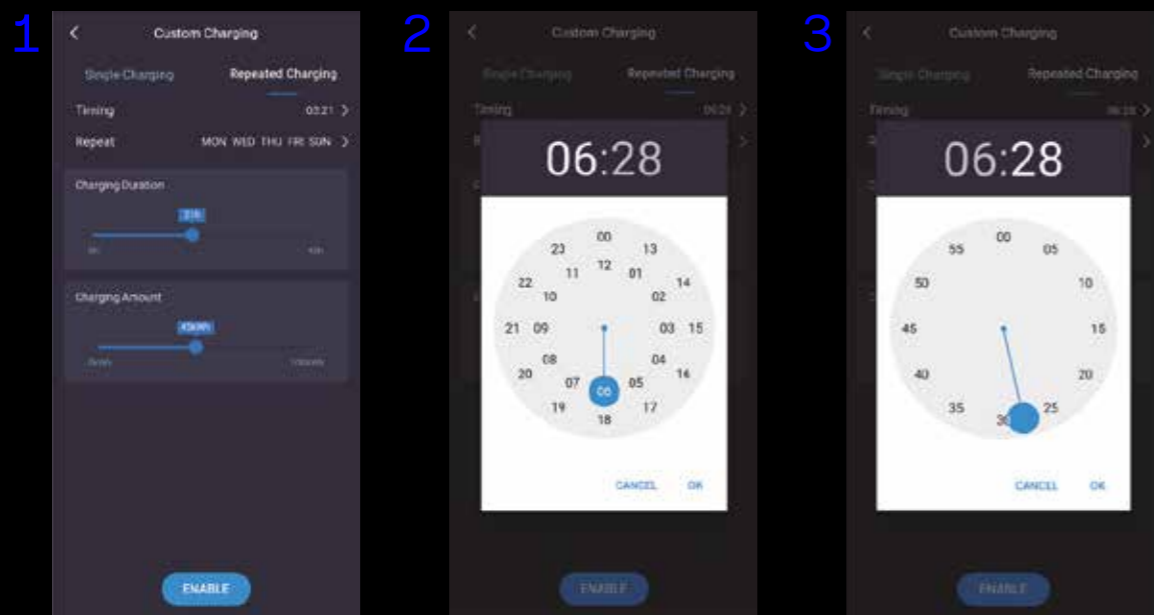 1
Custom Charging
Single Charging Repeated Charging
Timing 03:21
Repeat MON WED THU FRI SUN
Charging Duration
Charging Amount
ENABLE
2
Custom Charging
Single Charging Repeated Charging
Timing 06:28
06:28
00
23 13
12
11 01
22 14
10 02
21 09 03 15
08 04
20 16
07 05
06
19 17
18
CANCEL OK
ENABLE
3
Custom Charging
Single Charging Repeated Charging
Timing 06:28
06:28
00
55 05
50 10
45 15
40 20
35 25
CANCEL OK
ENABLE